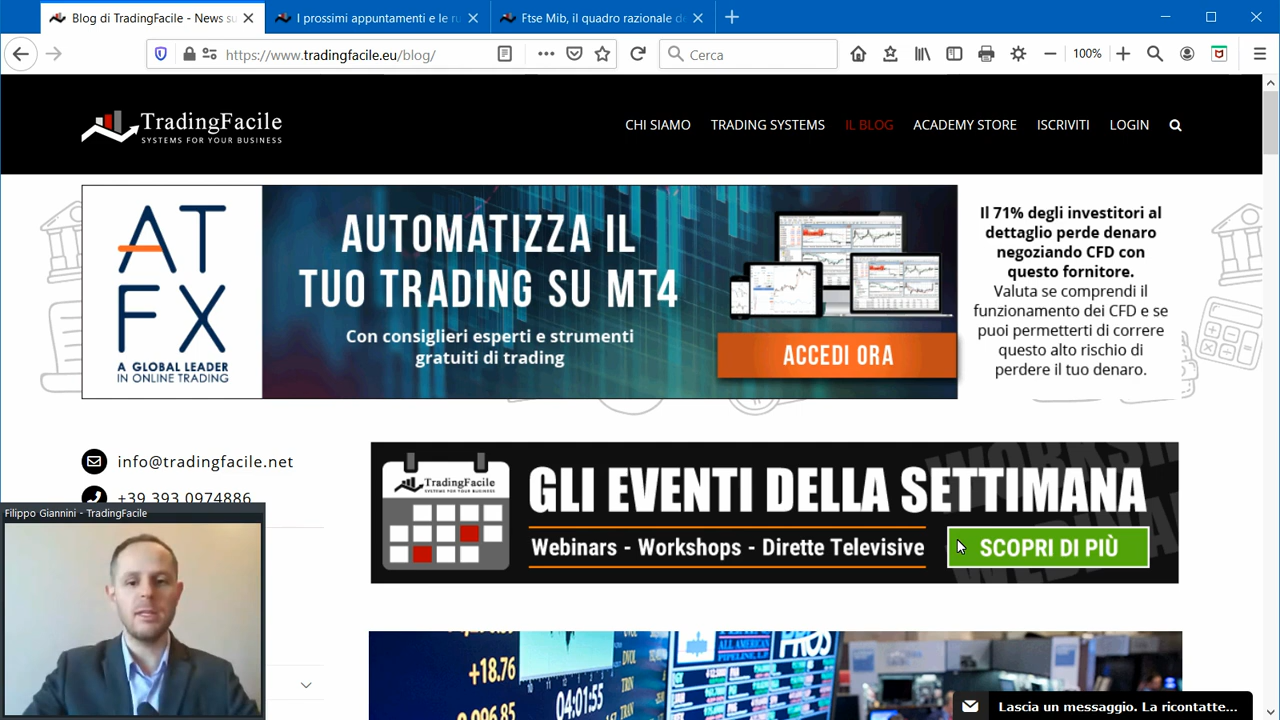 Blog di TradingFacile - News su
I prossimi appuntamenti e le ru
Ftse Mib, il quadro razionale de
https://www.tradingfacile.eu/blog/
Cerca
100%
TradingFacile
SYSTEMS FOR YOUR BUSINESS
CHI SIAMO
TRADING SYSTEMS
IL BLOG
ACADEMY STORE
ISCRIVITI
LOGIN
AT
FX
A GLOBAL LEADER
IN ONLINE TRADING
AUTOMATIZZA IL
TUO TRADING SU MT4
Con consiglieri esperti e strumenti
gratuiti di trading
ACCEDI ORA
Il 71% degli investitori al
dettaglio perde denaro
negoziando CFD con
questo fornitore.
Valuta se comprendi il
funzionamento dei CFD e se
puoi permetterti di correre
questo alto rischio di
perdere il tuo denaro.
info@tradingfacile.net
+39 393 0974886
TradingFacile
SYSTEMS FOR YOUR BUSINESS
GLI EVENTI DELLA SETTIMANA
Webinars - Workshops - Dirette Televisive
SCOPRI DI PIÙ
Filippo Giannini - TradingFacile
+18.76
04:01:55
ALL AMERICAN
PIPELINE, L.P.
PROS
Lascia un messaggio. La ricontatte...